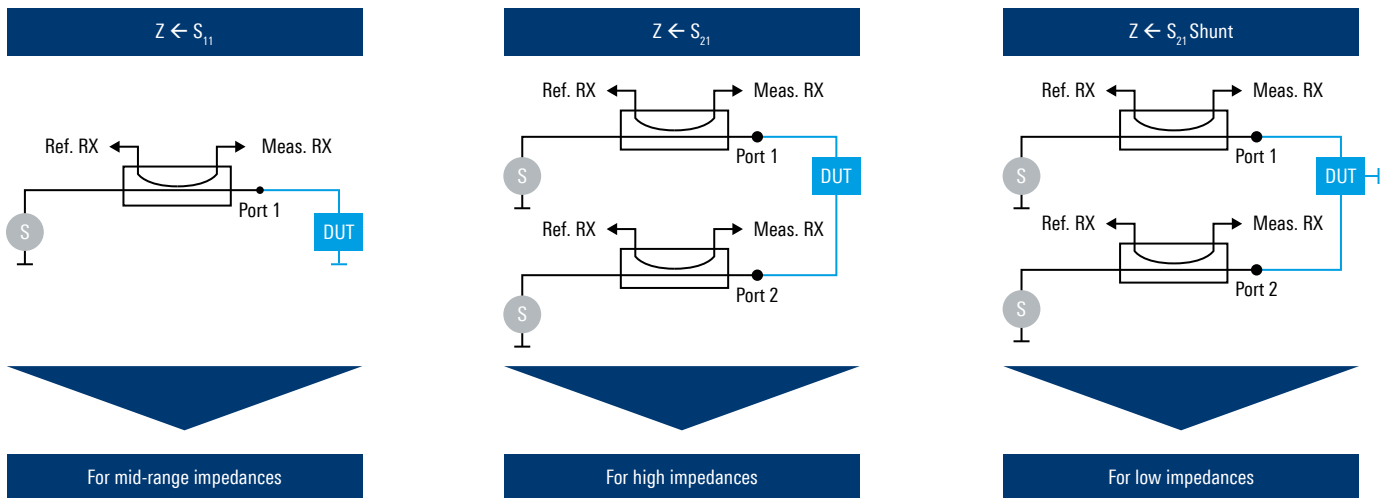 Z ← S11
Ref. RX
Meas. RX
Port 1
S
DUT
For mid-range impedances
Z ← S21
Ref. RX
Meas. RX
Port 1
S
DUT
Ref. RX
Meas. RX
Port 2
S
For high impedances
Z ← S21 Shunt
Ref. RX
Meas. RX
Port 1
S
DUT
Ref. RX
Meas. RX
Port 2
S
For low impedances